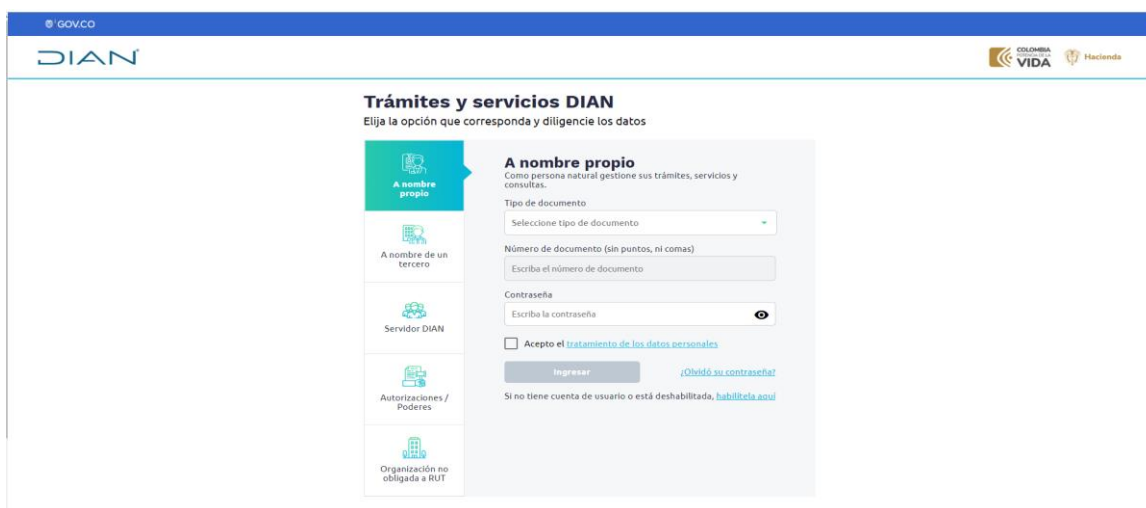 GOV.CO
DIAN
COLOMBIA
POTENCIA DE LA
VIDA
Hacienda
Trámites y servicios DIAN
Elija la opción que corresponda y diligencie los datos
A nombre
propio
A nombre de un
tercero
Servidor DIAN
Autorizaciones /
Poderes
Organización no
obligada a RUT
A nombre propio
Como persona natural gestione sus trámites, servicios y
consultas.
Tipo de documento
Seleccione tipo de documento
Número de documento (sin puntos, ni comas)
Escriba el número de documento
Contraseña
Escriba la contraseña
Acepto el tratamiento de los datos personales
Ingresar
¿Olvidó su contraseña?
Si no tiene cuenta de usuario o está deshabilitada, habilítela aquí